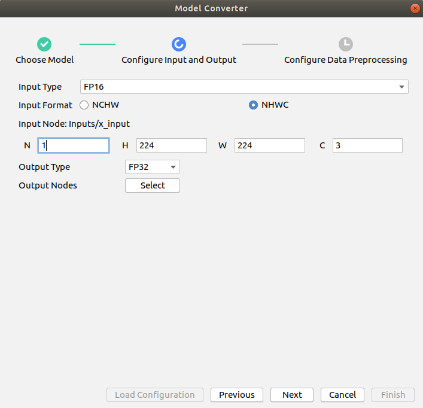 Model Converter
Choose Model Configure Input and Output Configure Data Preprocessing
Input Type FP16
Input Format NCHW NHWC
Input Node: Inputs/x_input
N 1 H 224 W 224 C 3
Output Type FP32
Output Nodes Select
Load Configuration Previous Next Cancel Finish